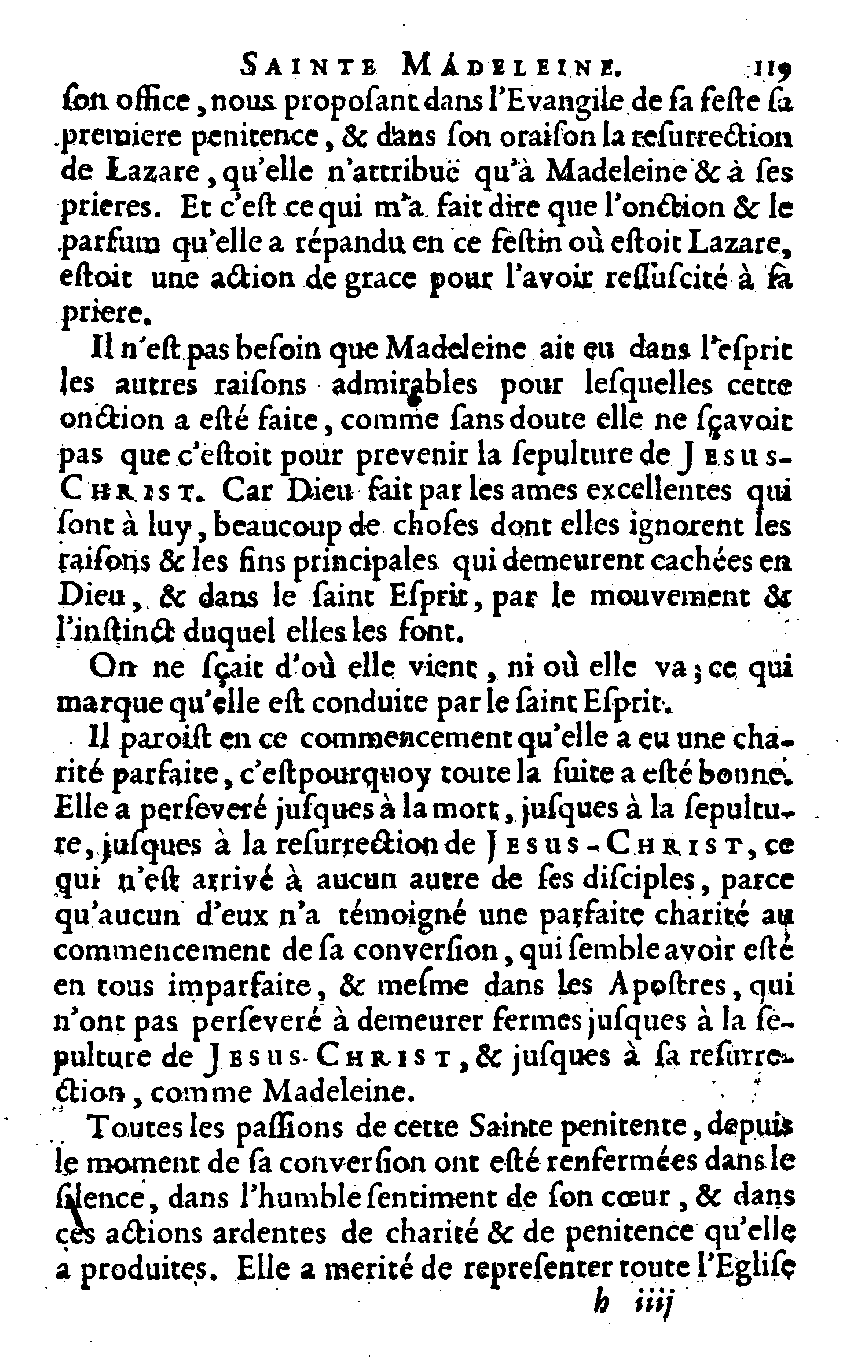 SAINTE MADELEINE. 119
ſon office, nous propoſant dans l'Evangile de ſa feſte ſa
premiere penitence, & dans ſon oraiſon la reſurrection
de Lazare, qu'elle n'attribuë qu'à Madeleine & à ſes
prieres. Et c'eſt ce qui m'a fait dire que l'onction & le
parfum qu'elle a répandu en ce feſtin où eſtoit Lazare,
eſtoit une action de grace pour l'avoir reſſuſcité à ſa
priere.
Il n'eſt pas beſoin que Madeleine ait eu dans l'eſprit
les autres raiſons admirables pour leſquelles cette
onction a eſté faite, comme ſans doute elle ne ſçavoit
pas que c'eſtoit pour prevenir la ſepulture de JESUS-
CHRIST. Car Dieu fait par les ames excellentes qui
ſont à luy, beaucoup de choſes dont elles ignorent les
raiſons & les fins principales qui demeurent cachées en
Dieu, & dans le ſaint Eſprit, par le mouvement &
l'inſtinct duquel elles les font.
On ne ſçait d'où elle vient, ni où elle va; ce qui
marque qu'elle eſt conduite par le ſaint Eſprit.
Il paroiſt en ce commencement qu'elle a eu une cha-
rité parfaite, c'eſt pourquoy toute la ſuite a eſté bonne.
Elle a perſeveré juſques à la mort, juſques à la ſepultu-
re, juſques à la reſurrection de JESUS-CHRIST, ce
qui n'eſt arrivé à aucun autre de ſes diſciples, parce
qu'aucun d'eux n'a témoigné une parfaite charité au
commencement de ſa converſion, qui ſemble avoir eſté
en tous imparfaite, & meſme dans les Apoſtres, qui
n'ont pas perſeveré à demeurer fermes juſques à la ſe-
pulture de JESUS-CHRIST, & juſques à ſa reſurre-
ction, comme Madeleine.
Toutes les paſſions de cette Sainte penitente, depuis
le moment de ſa converſion ont eſté renfermées dans le
ſilence, dans l'humble ſentiment de ſon cœur, & dans
ces actions ardentes de charité & de penitence qu'elle
a produites. Elle a merité de repreſenter toute l'Egliſe
h iiij